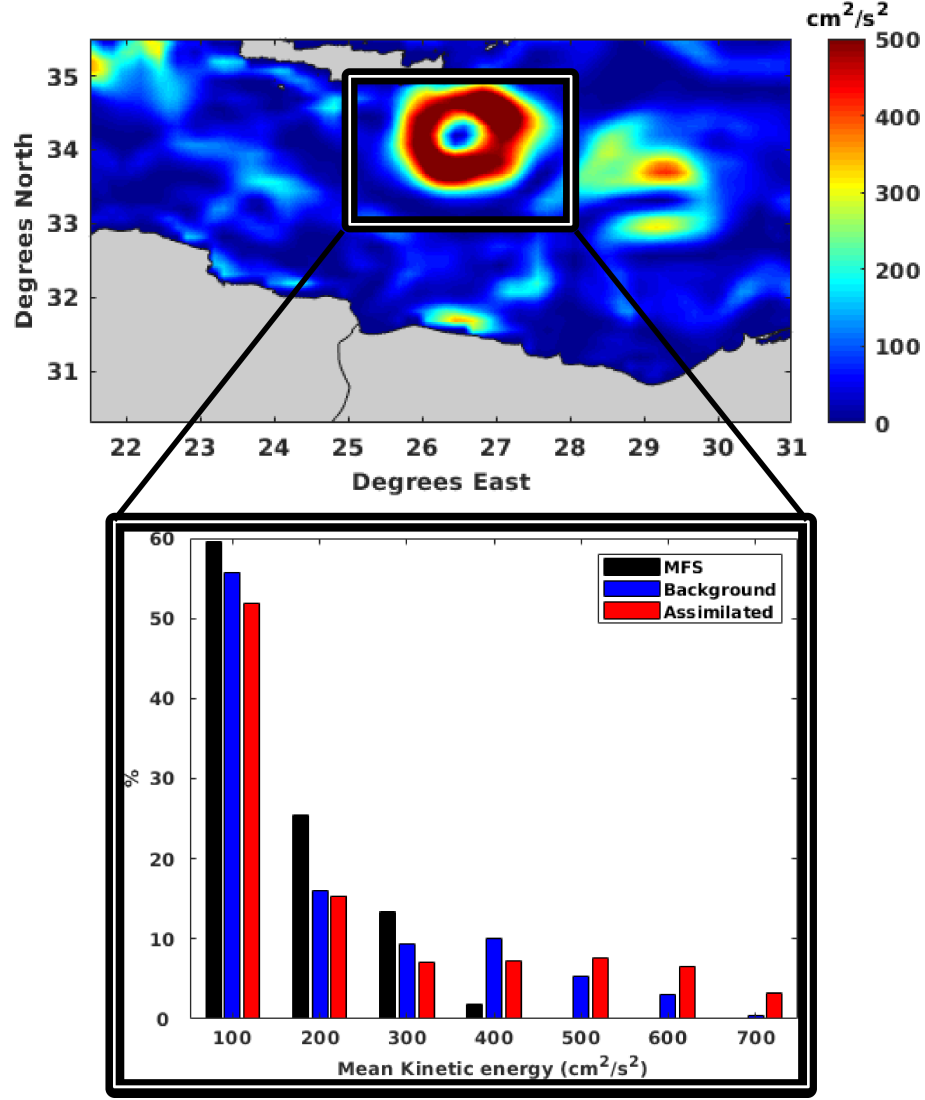 cm²/s²
500
400
300
200
100
0
35
34
33
32
31
Degrees North
22 23 24 25 26 27 28 29 30 31
Degrees East
60
50
40
30
20
10
0
%
MFS
Background
Assimilated
100 200 300 400 500 600 700
Mean Kinetic energy (cm²/s²)